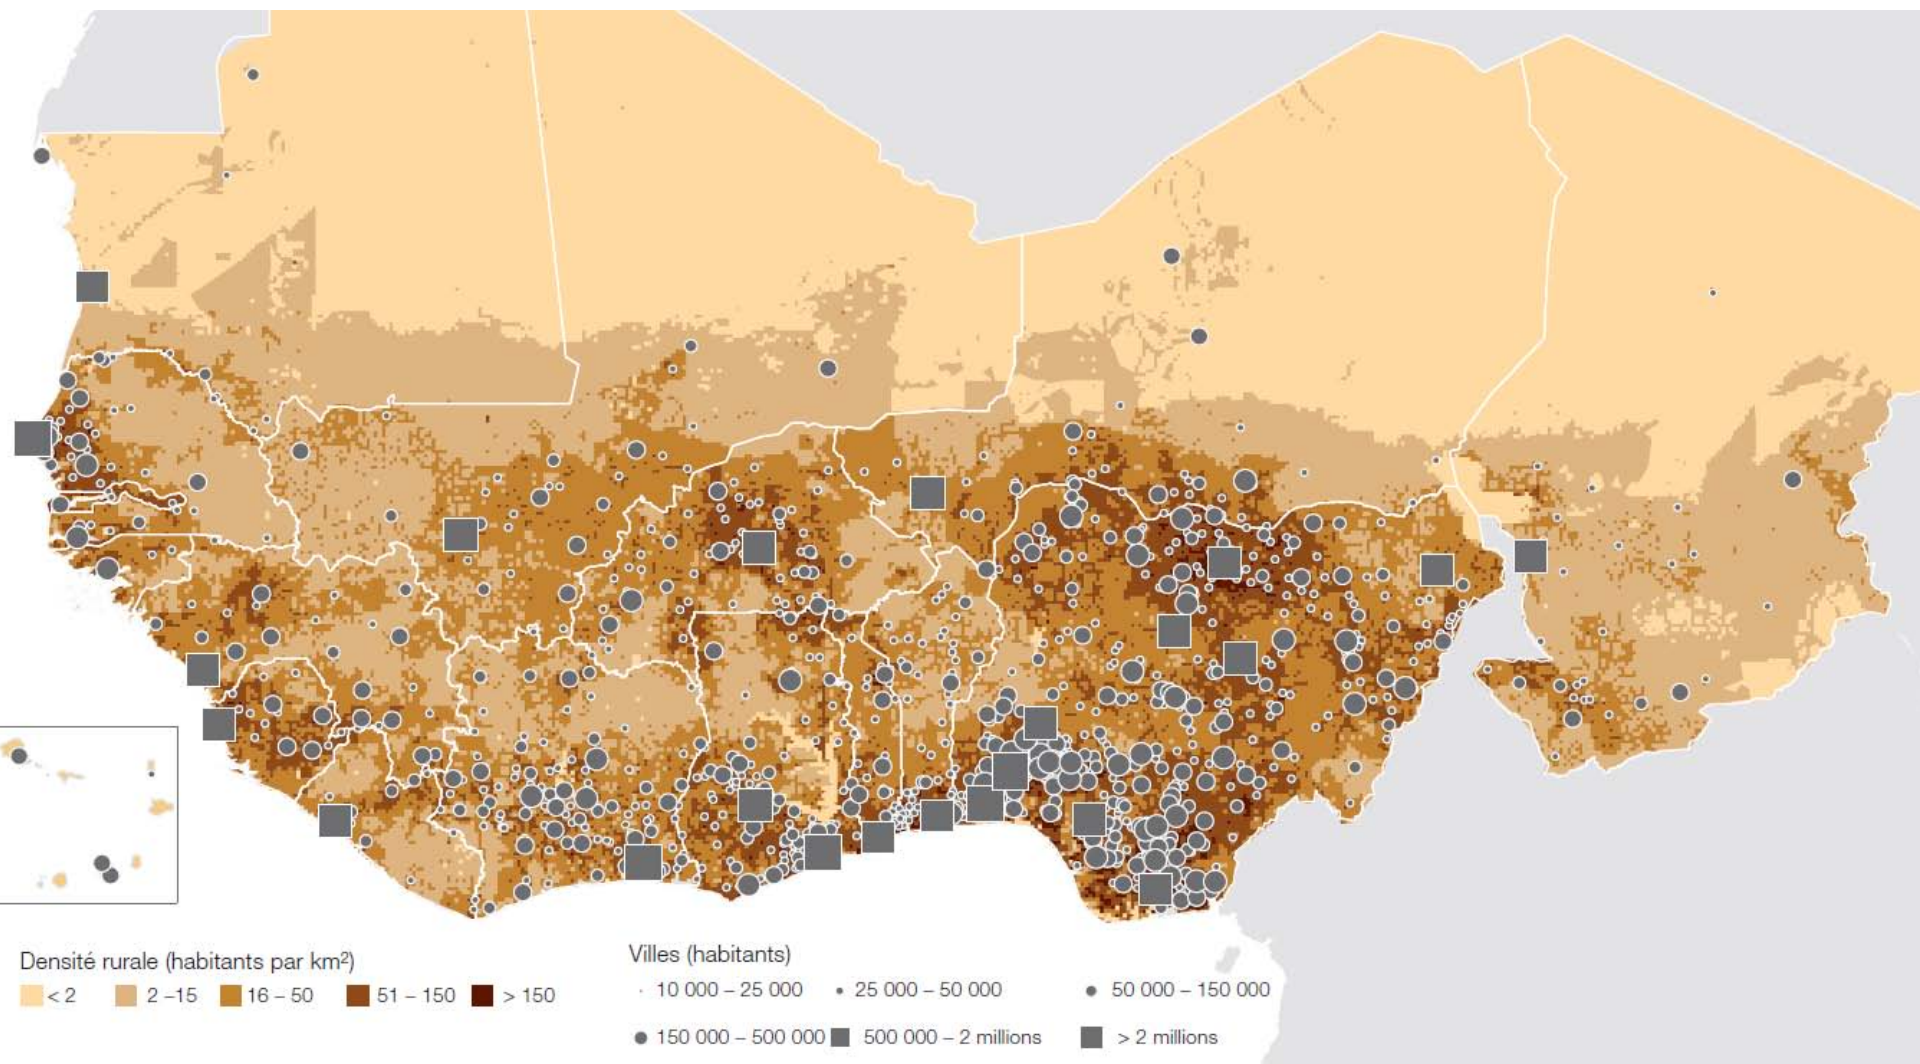 Densité rurale (habitants par km²)
< 2 2 –15 16 – 50 51 – 150 > 150
Villes (habitants)
10 000 – 25 000 25 000 – 50 000 50 000 – 150 000
150 000 – 500 000 500 000 – 2 millions > 2 millions